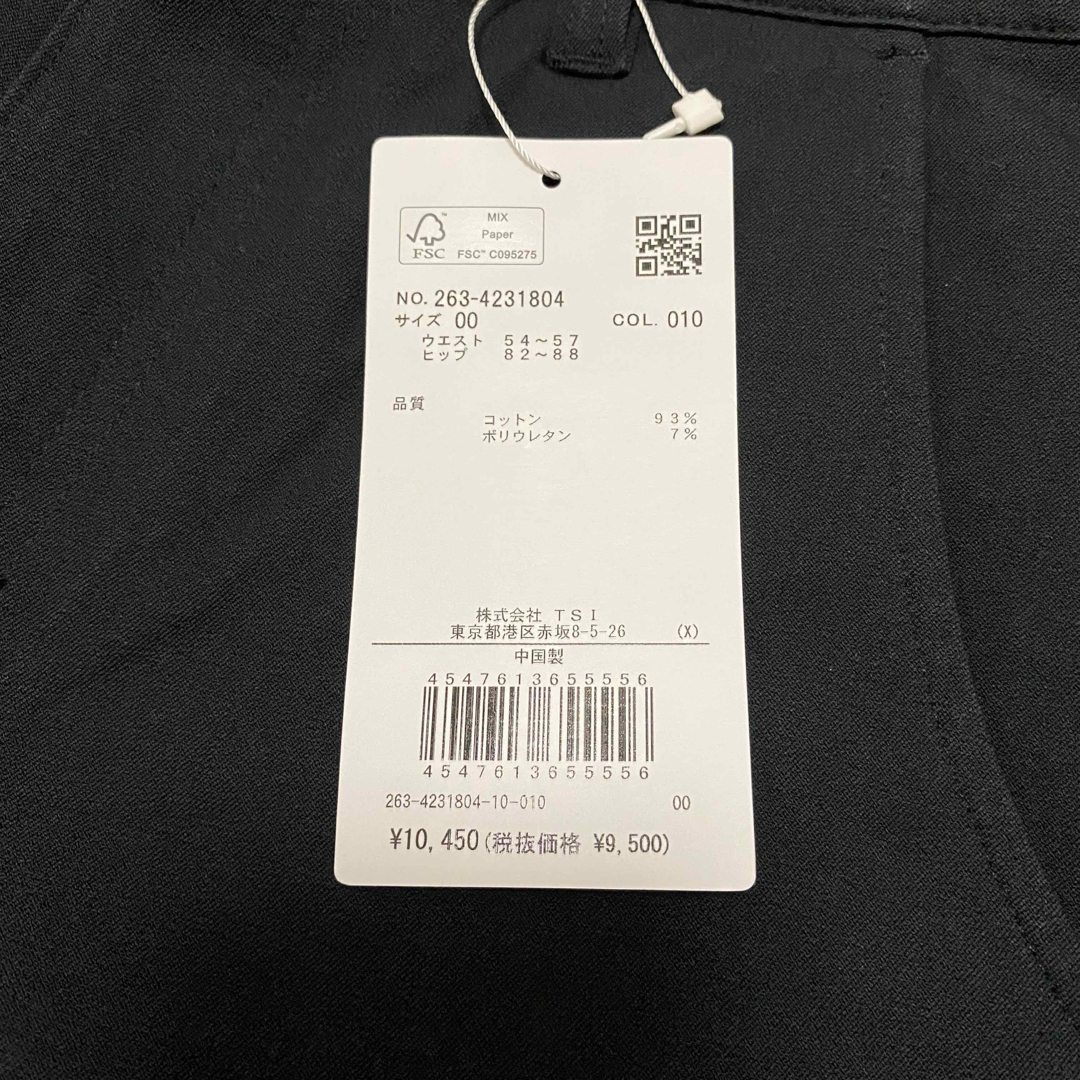 MIX
Paper
FSC™ C095275
FSC
NO. 263-4231804
サイズ 00 COL. 010
ウエスト 54～57
ヒップ 82～88
品質
コットン 93%
ポリウレタン 7%
株式会社 TSI
東京都港区赤坂8-5-26 (X)
中国製
4547613655556
4547613655556
263-4231804-10-010 00
¥10,450(税抜価格 ¥9,500)